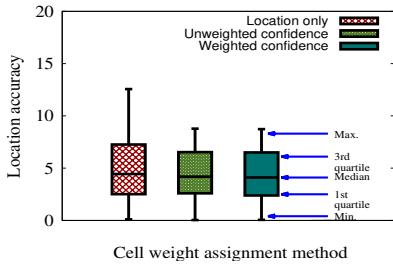 20
15
10
5
0
Location accuracy
Location only
Unweighted confidence
Weighted confidence
Max.
3rd
quartile
Median
1st
quartile
Min.
Cell weight assignment method